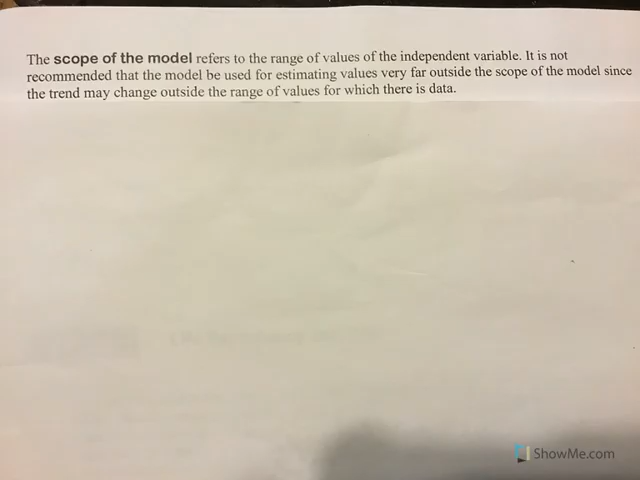 The scope of the model refers to the range of values of the independent variable. It is not
recommended that the model be used for estimating values very far outside the scope of the model since
the trend may change outside the range of values for which there is data.
ShowMe.com